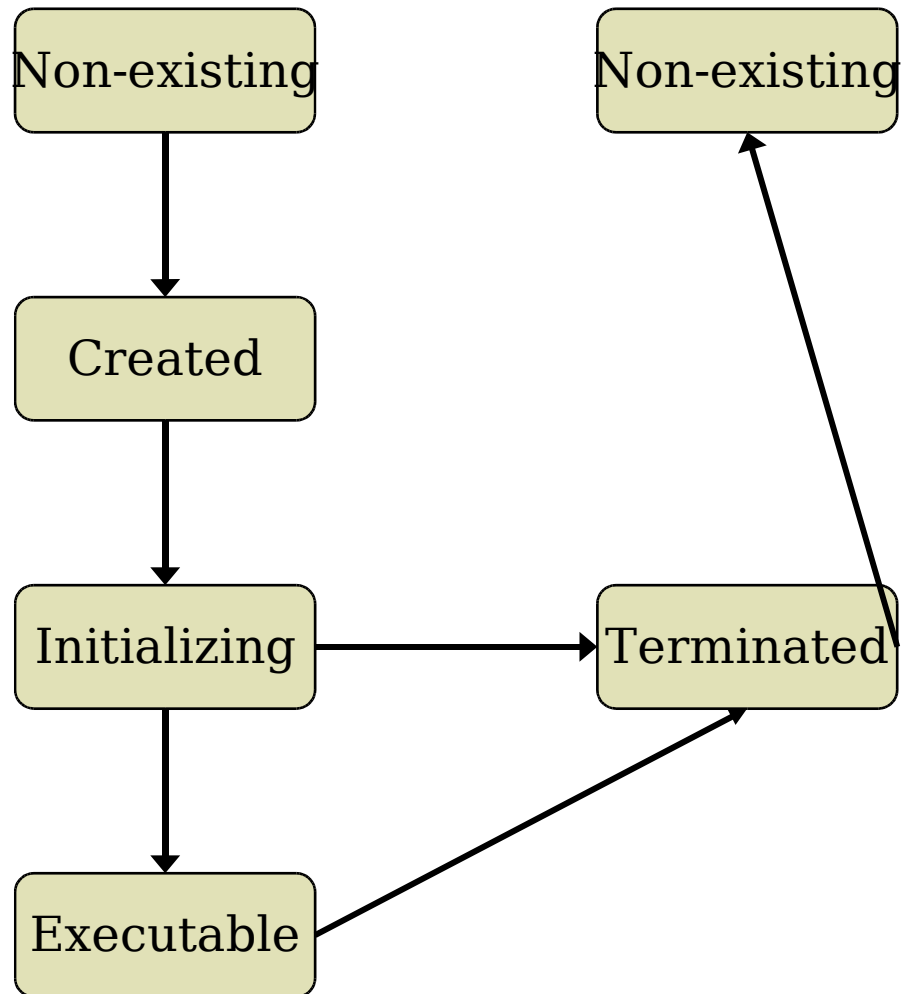 Non-existing
Non-existing
Created
Initializing
Terminated
Executable